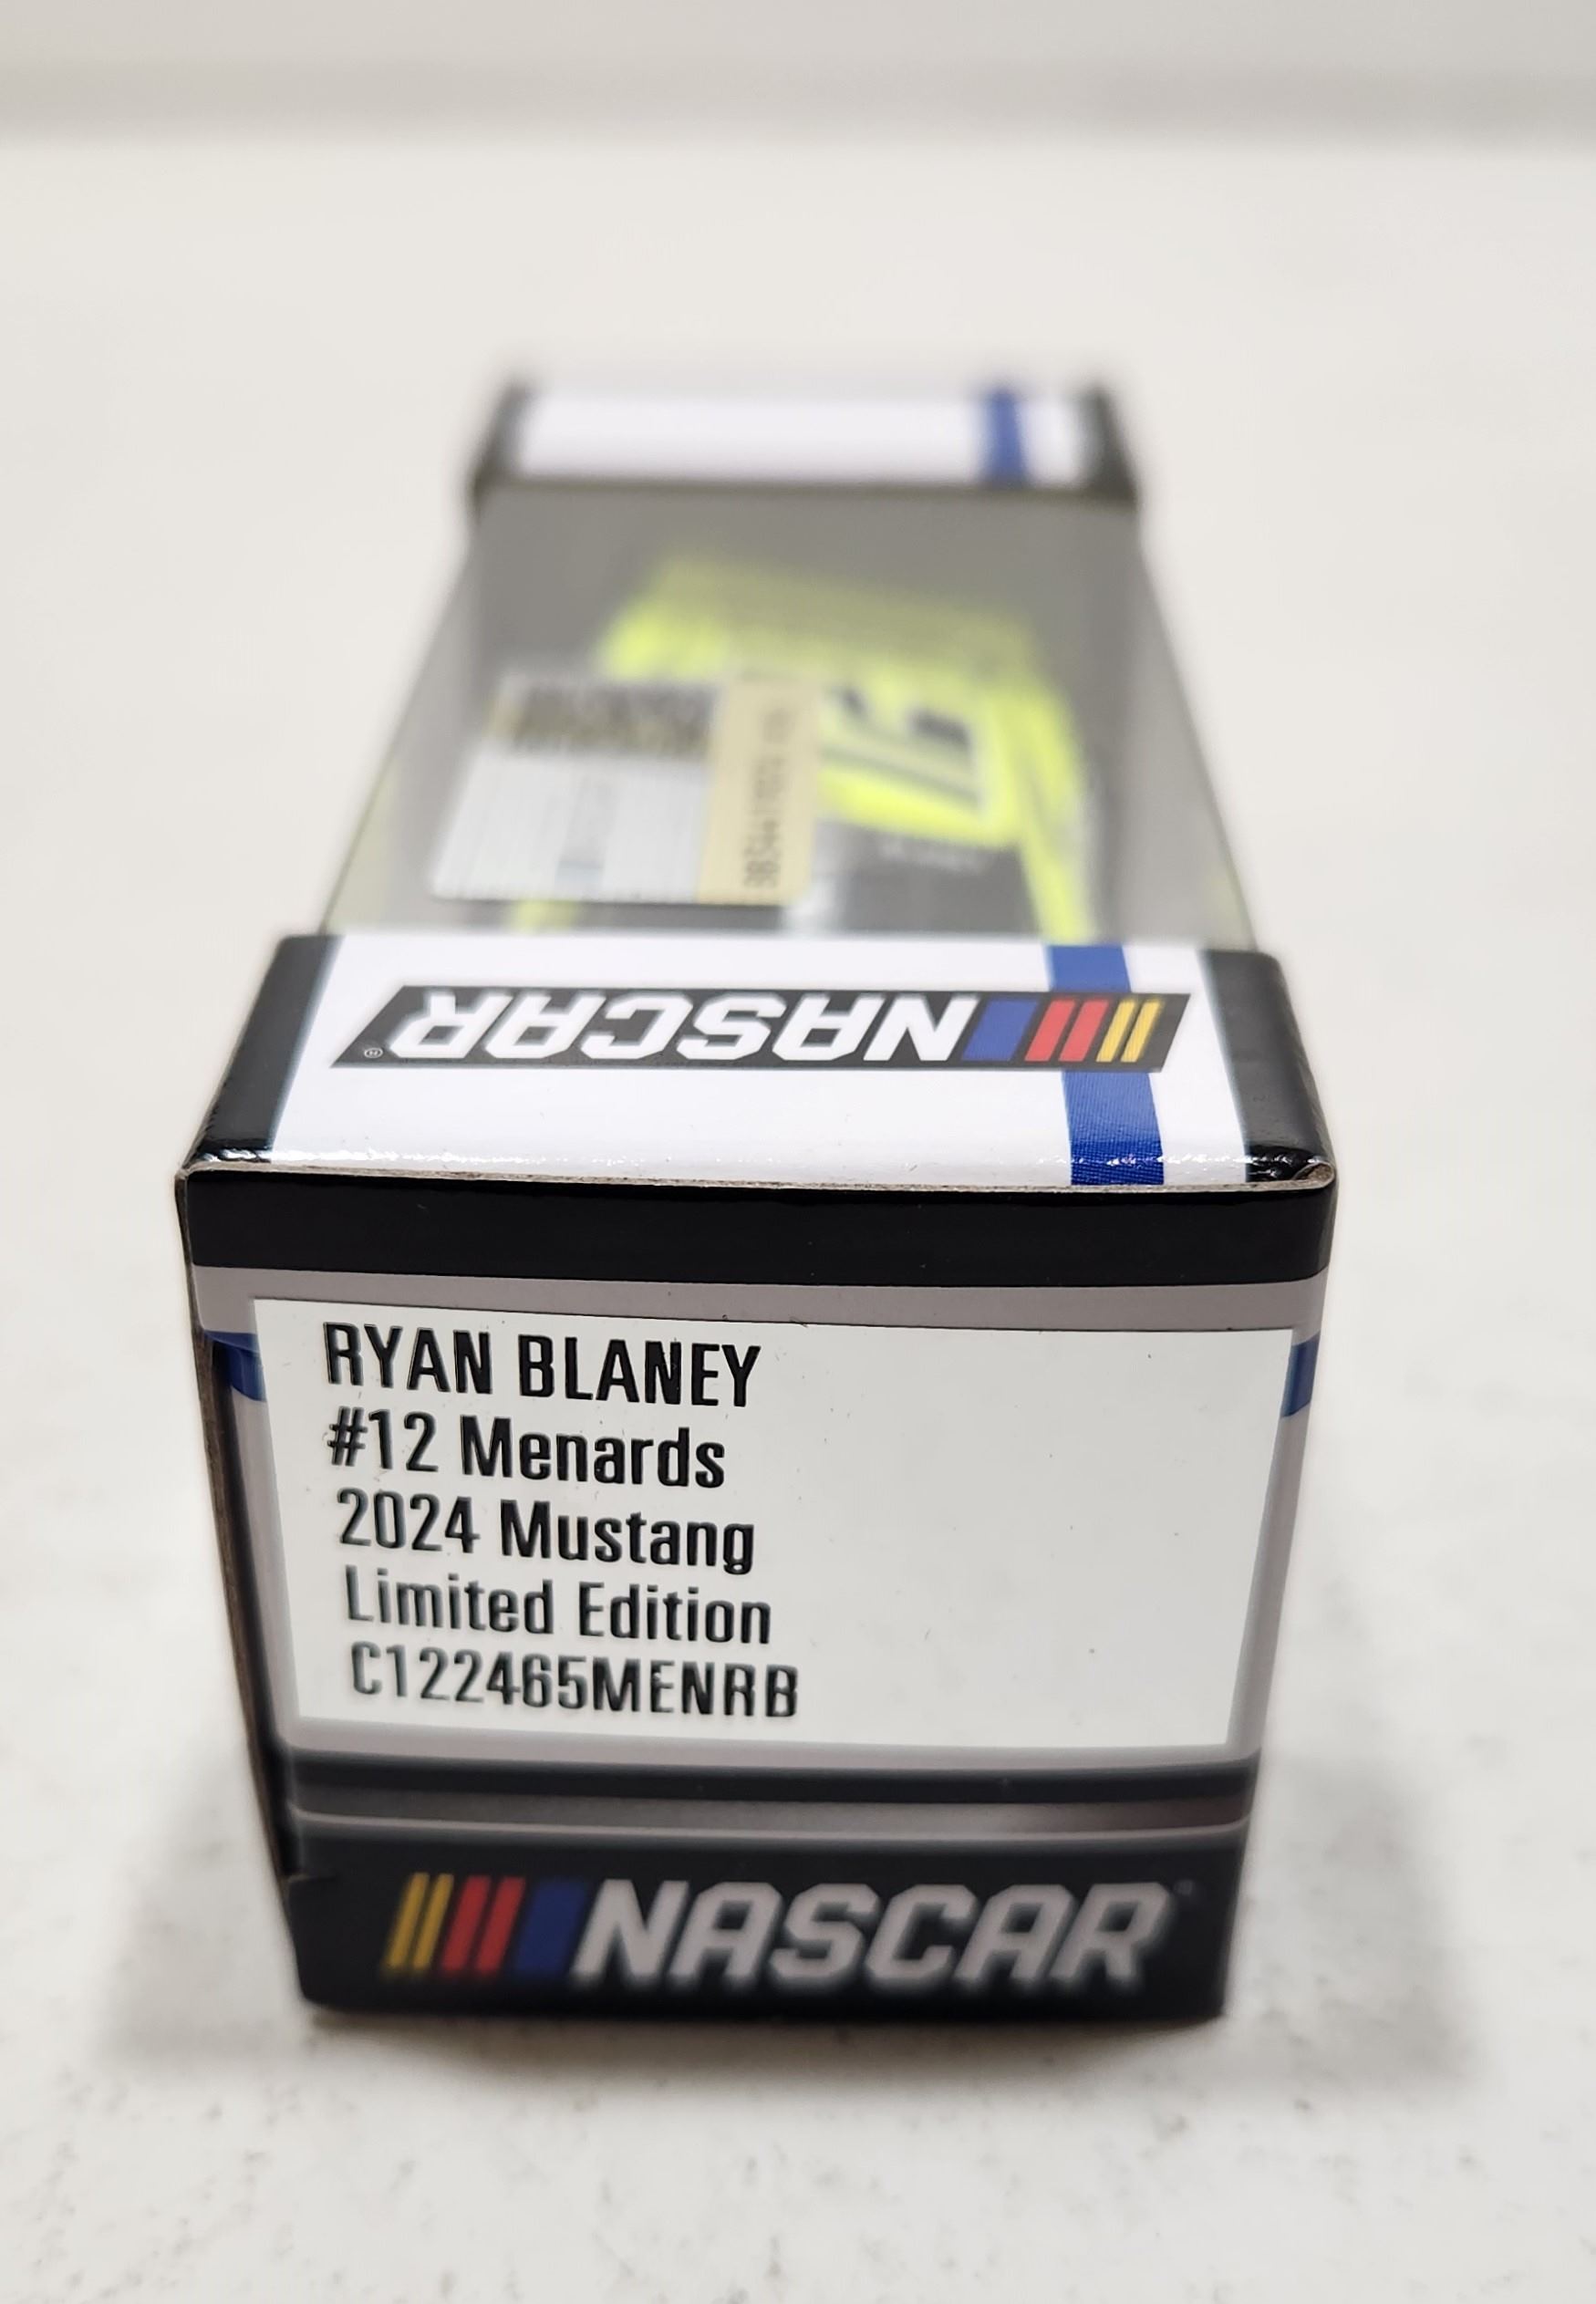 NASCAR®
RYAN BLANEY
#12 Menards
2024 Mustang
Limited Edition
C122465MENRB
NASCAR